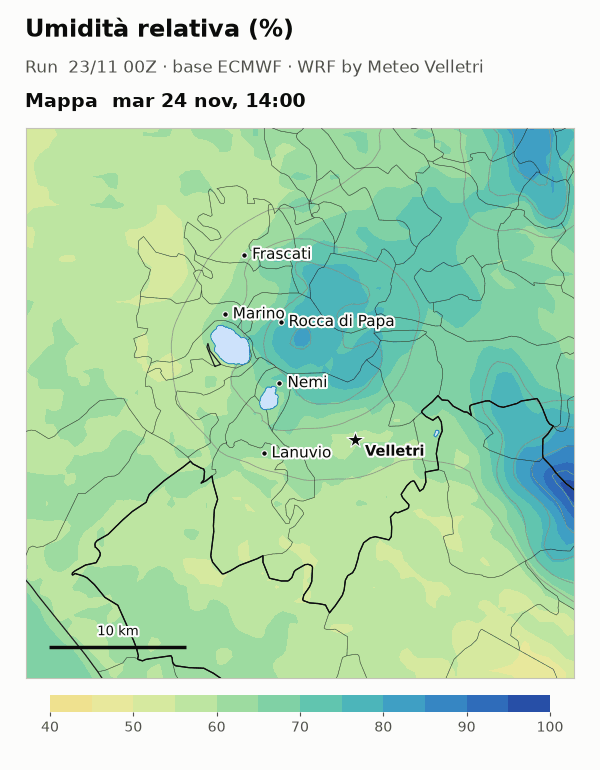 Umidità relativa (%)
Run  23/11 00Z · base ECMWF · WRF by Meteo Velletri
Mappa  mar 24 nov, 14:00
Frascati
Marino
Rocca di Papa
Nemi
Velletri
Lanuvio
10 km
40 50 60 70 80 90 100